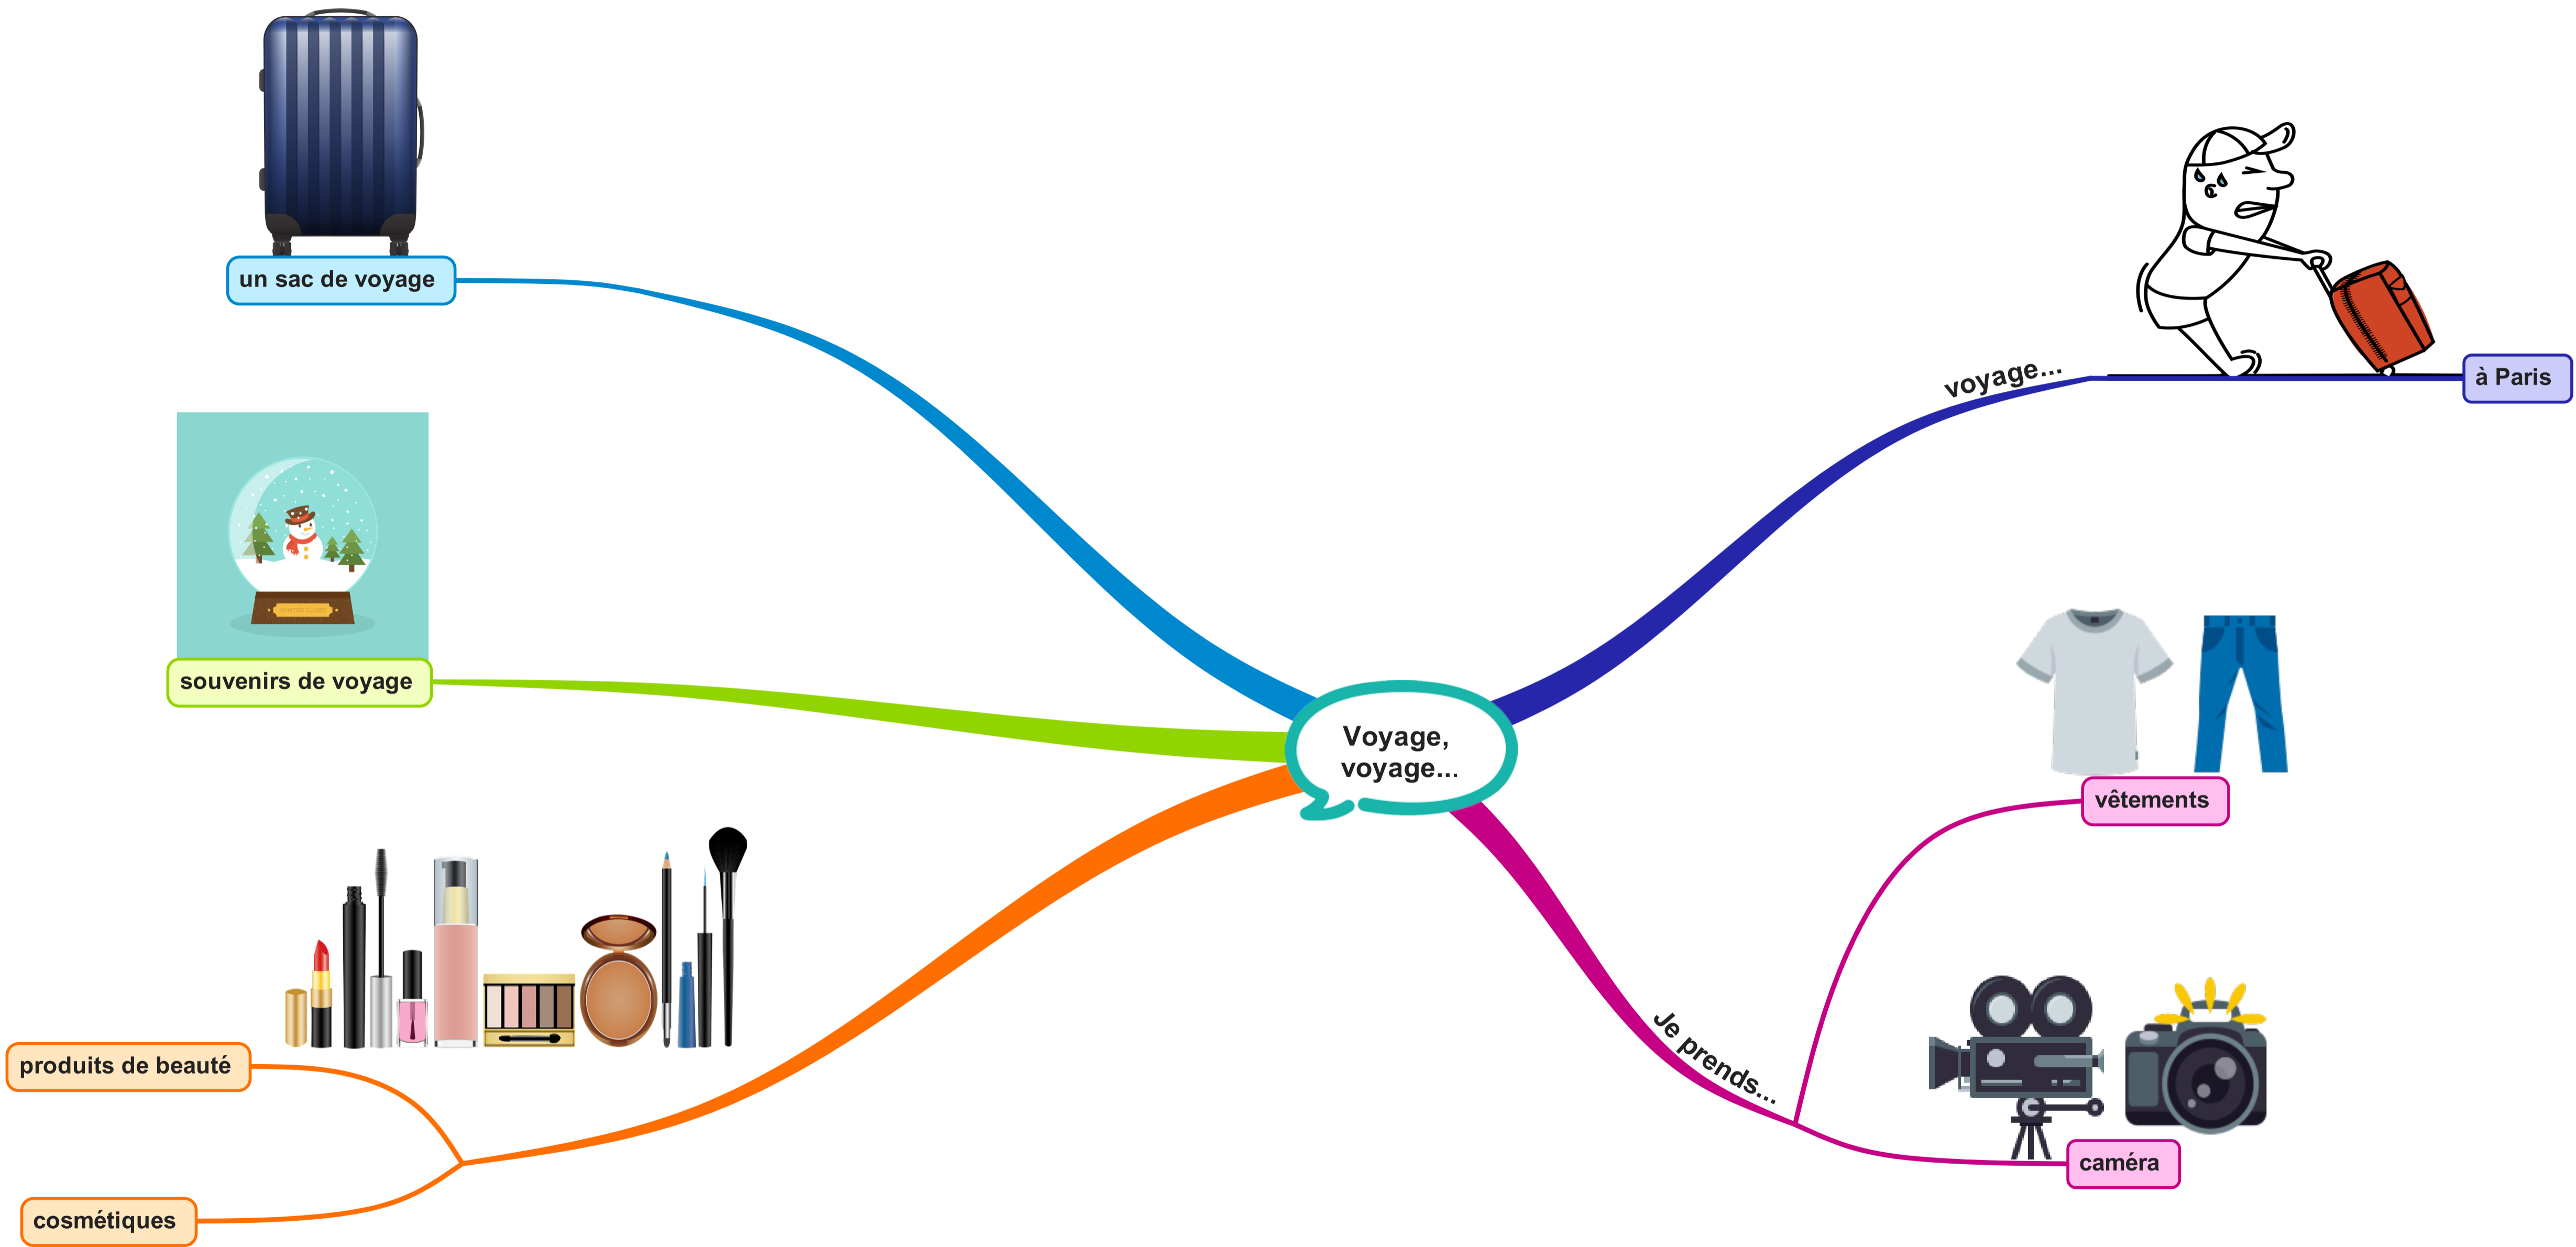 un sac de voyage
voyage...
à Paris
souvenirs de voyage
Voyage,
voyage...
vêtements
produits de beauté
cosmétiques
Je prends...
caméra